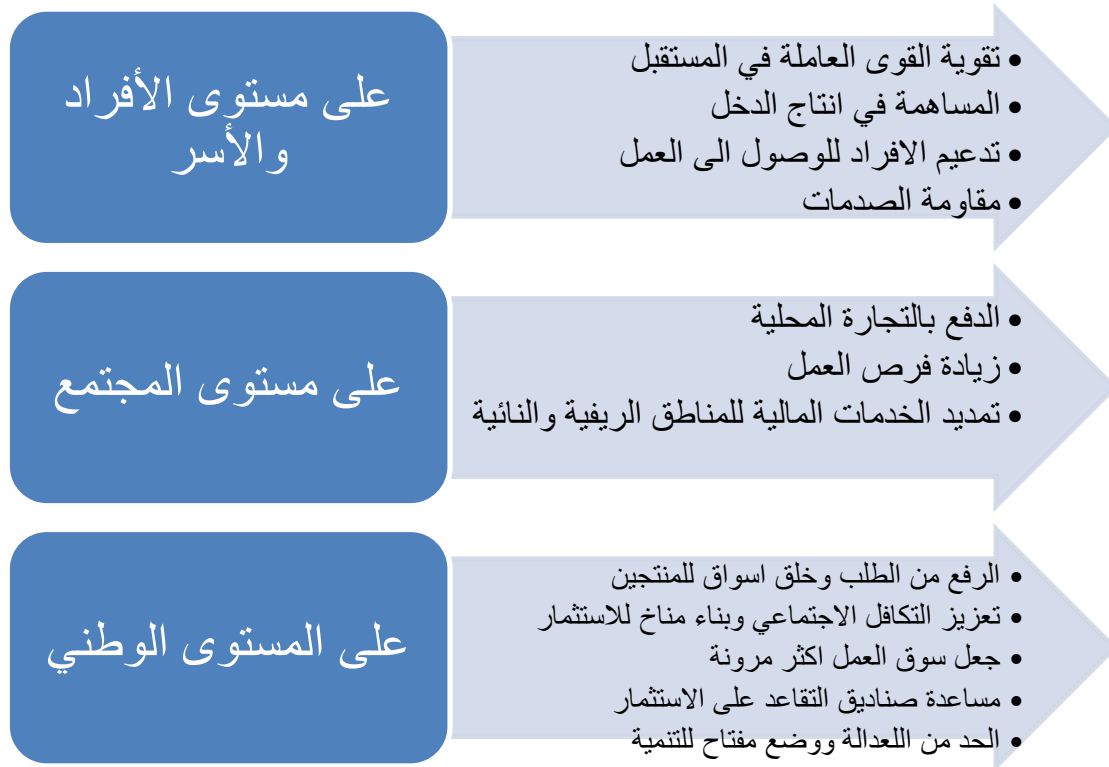 على مستوى الأفراد
والأسر
• تقوية القوى العاملة في المستقبل
• المساهمة في انتاج الدخل
• تدعيم الافراد للوصول الى العمل
• مقاومة الصدمات
على مستوى المجتمع
• الدفع بالتجارة المحلية
• زيادة فرص العمل
• تمديد الخدمات المالية للمناطق الريفية والنائية
على المستوى الوطني
• الرفع من الطلب وخلق اسواق للمنتجين
• تعزيز التكافل الاجتماعي وبناء مناخ للاستثمار
• جعل سوق العمل اكثر مرونة
• مساعدة صناديق التقاعد على الاستثمار
• الحد من اللعدالة ووضع مفتاح للتنمية